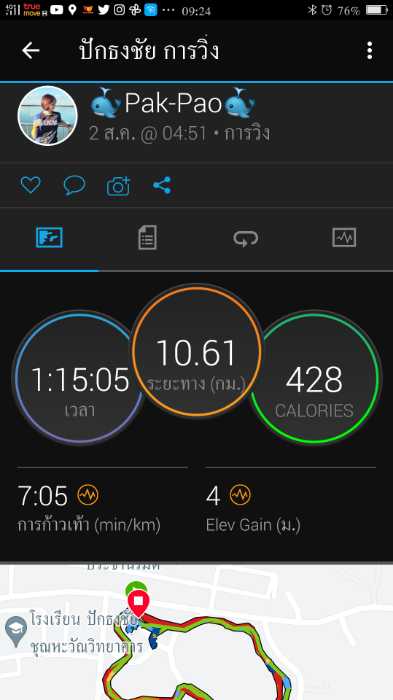 4G true move H 09:24 76%
ปักธงชัย การวิ่ง
🐳Pak-Pao🐳
2 ส.ค. @ 04:51 • การวิ่ง
1:15:05
เวลา
10.61
ระยะทาง (กม.)
428
CALORIES
7:05
การก้าวเท้า (min/km)
4
Elev Gain (ม.)
โรงเรียน ปักธงชัย
ชุณหะวัณวิทยาคาร